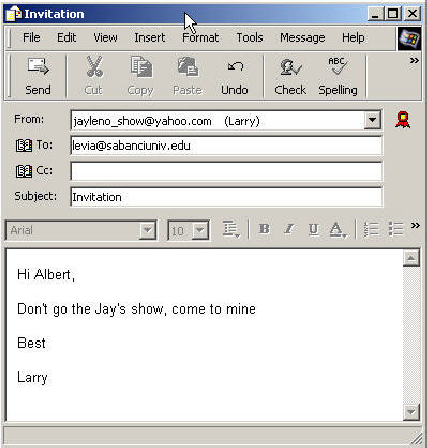 Invitation
File Edit View Insert Format Tools Message Help
Send Cut Copy Paste Undo Check Spelling
From: jayleno_show@yahoo.com (Larry)
To: levia@sabanciuniv.edu
Cc:
Subject: Invitation
Arial 10 B I U A
Hi Albert,
Don't go the Jay's show, come to mine
Best
Larry